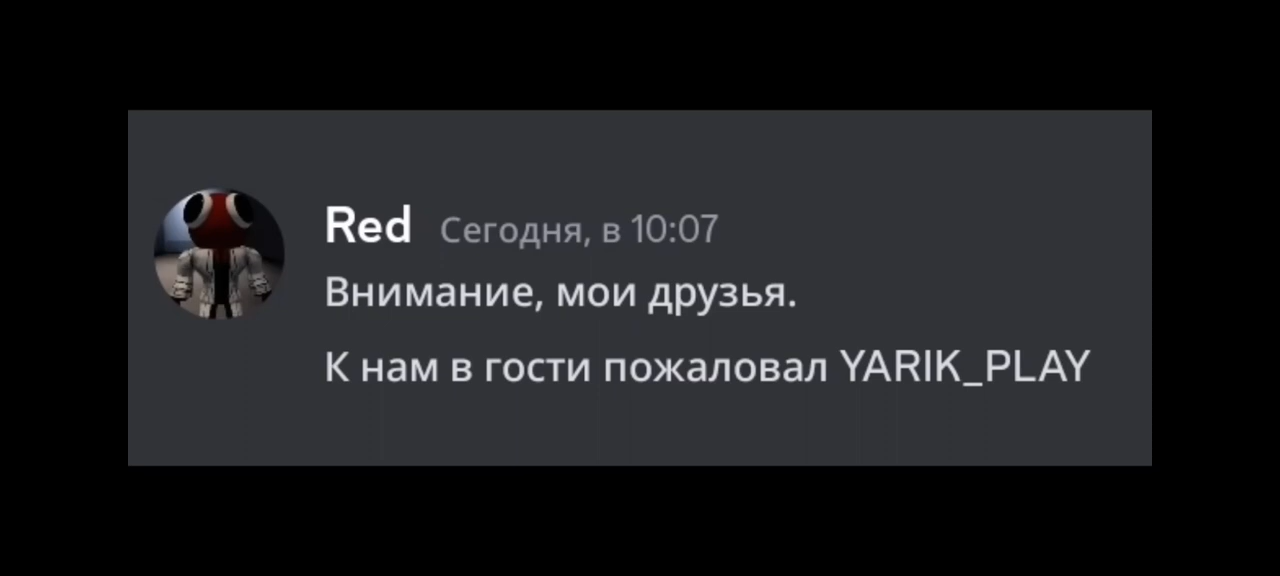 Red Сегодня, в 10:07
Внимание, мои друзья.
К нам в гости пожаловал YARIK_PLAY